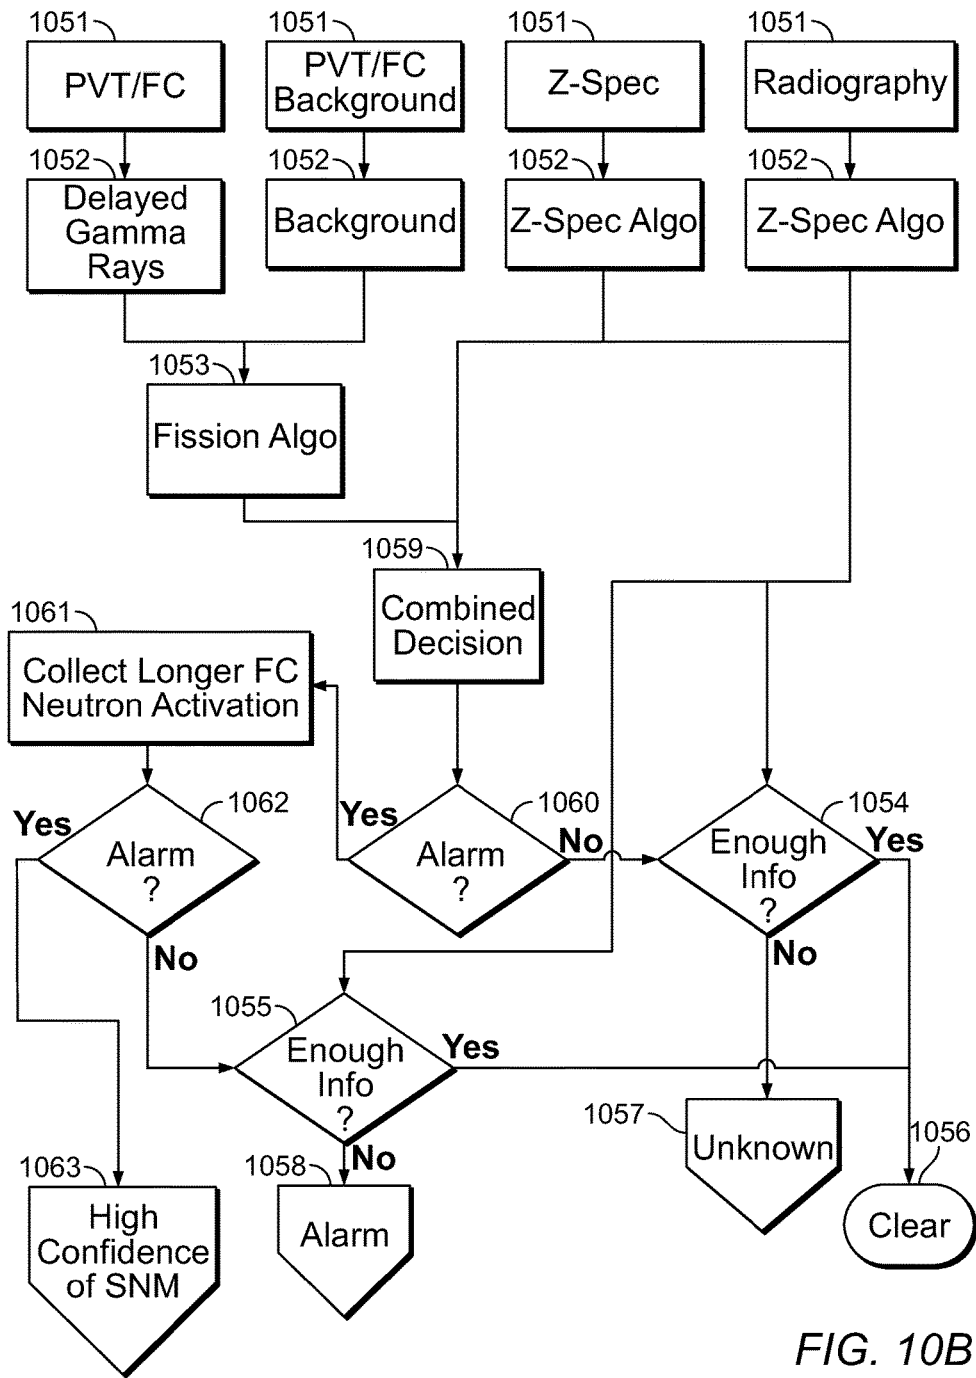 1051
PVT/FC
1051
PVT/FC
Background
1051
Z-Spec
1051
Radiography
1052
Delayed
Gamma
Rays
1052
Background
1052
Z-Spec Algo
1052
Z-Spec Algo
1053
Fission Algo
1059
Combined
Decision
1061
Collect Longer FC
Neutron Activation
1062
Yes
Alarm
?
No
1060
Yes
Alarm
?
No
1054
Enough
Info
?
Yes
No
1055
Enough
Info
?
Yes
No
1063
High
Confidence
of SNM
1058
Alarm
1057
Unknown
1056
Clear
FIG. 10B